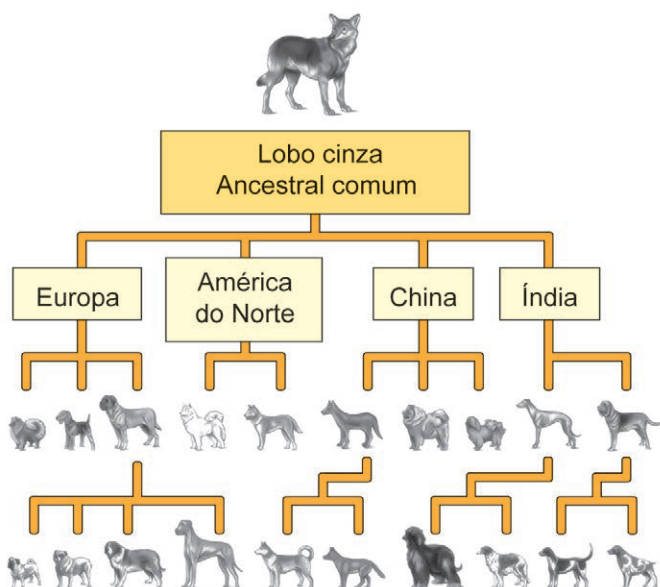 Lobo cinza
Ancestral comum
Europa
América
do Norte
China
Índia